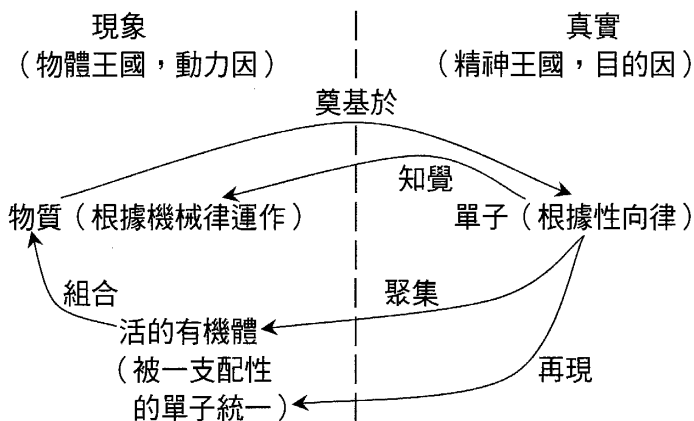 現象
真實
（物體王國，動力因）
（精神王國，目的因）
奠基於
知覺
物質（根據機械律運作）
單子（根據性向律）
組合
聚集
活的有機體
（被一支配性
的單子統一）
再現